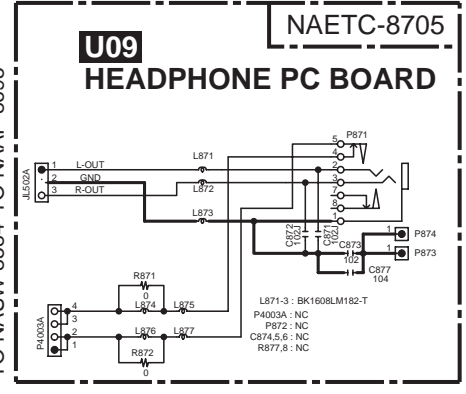 NAETC-8705
U09
HEADPHONE PC BOARD
P871
5
4
2
3
7
8
1
JL502A
1 L-OUT
2 GND
3 R-OUT
L871
L872
L873
C872
102J
C871
102J
C873
102
C877
104
1 P874
1 P873
R871
0
L874 L875
P4003A
4
3
2
1
L876 L877
R872
0
L871-3 : BK1608LM182-T
P4003A : NC
P872 : NC
C874,5,6 : NC
R877,8 : NC